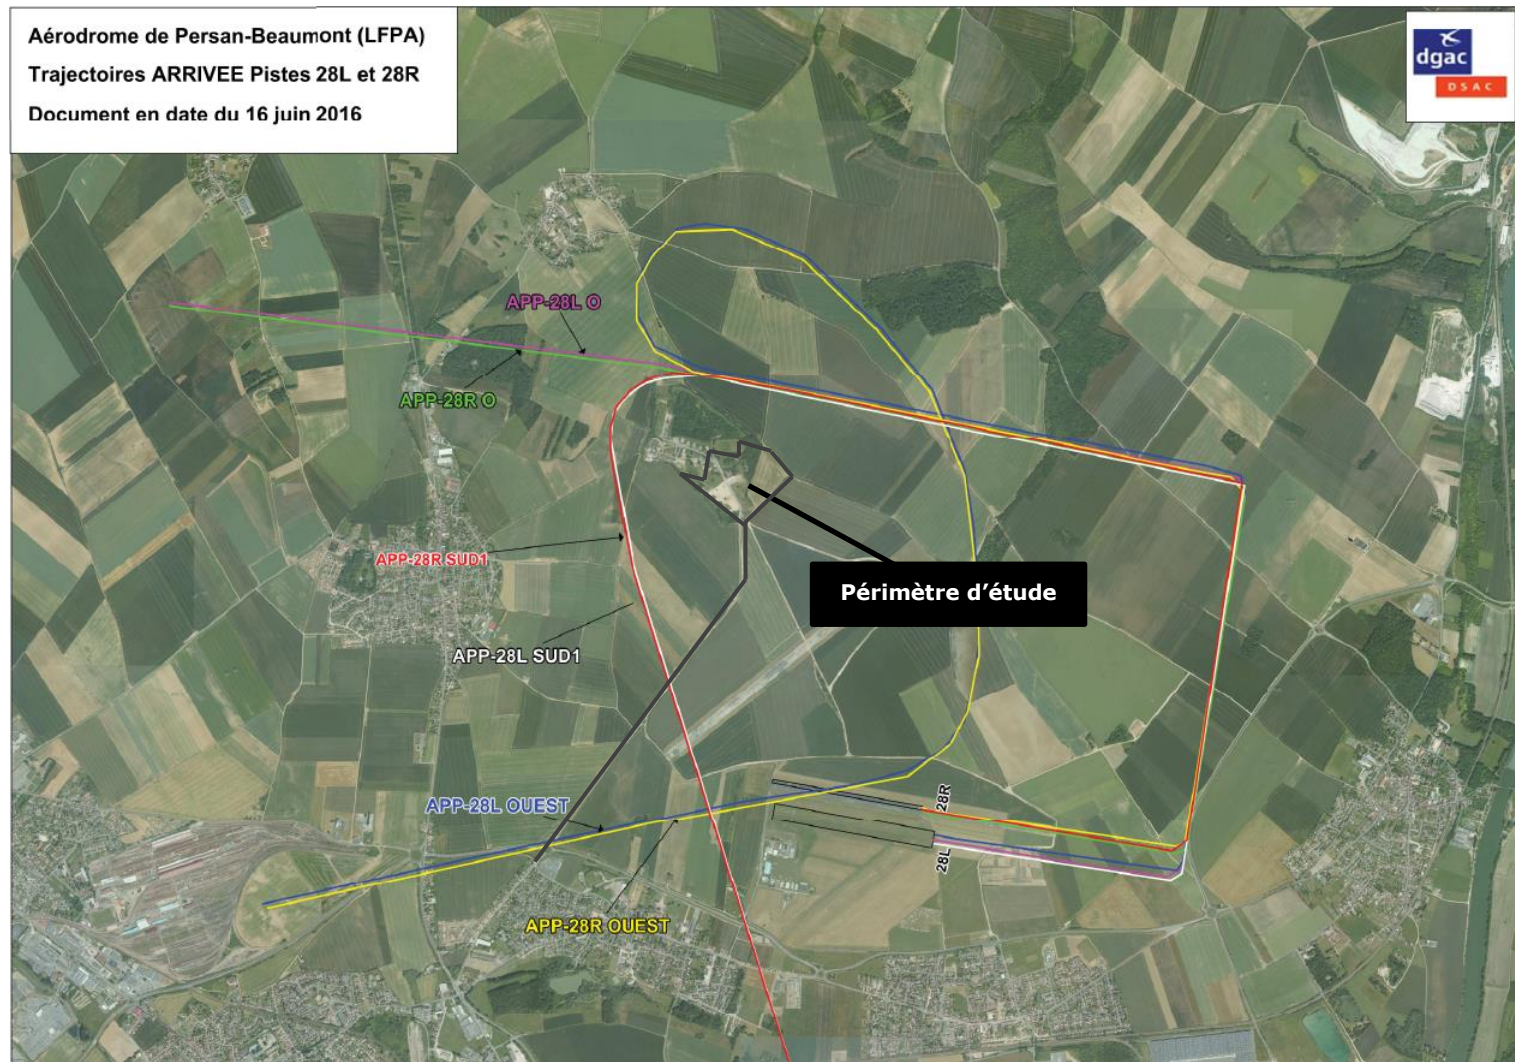 Aérodrome de Persan-Beaumont (LFPA)
Trajectoires ARRIVEE Pistes 28L et 28R
Document en date du 16 juin 2016
dgac
DSAC
APP-28L O
APP-28R O
APP-28R SUD1
Périmètre d’étude
APP-28L SUD1
APP-28L OUEST
28R
28L
APP-28R OUEST